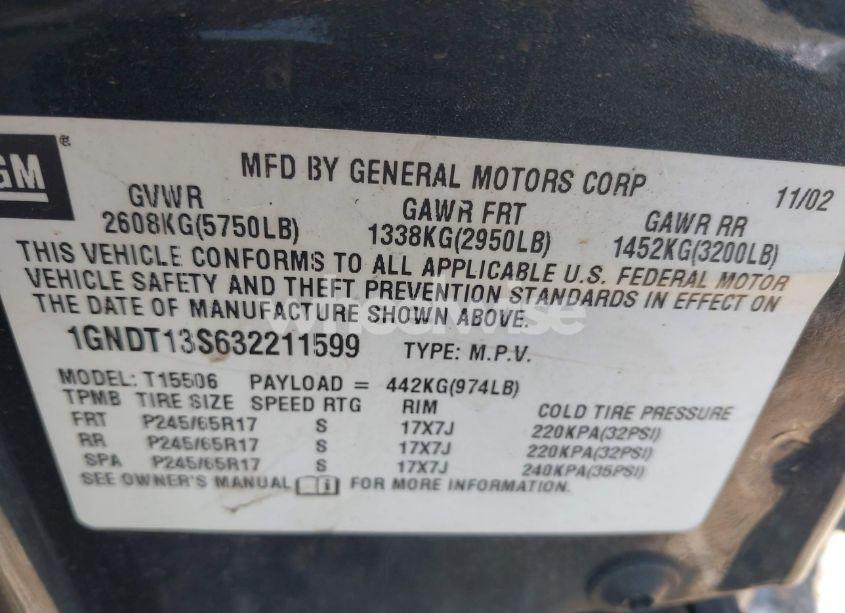 GM ®
MFD BY GENERAL MOTORS CORP
11/02
GVWR GAWR FRT GAWR RR
2608KG(5750LB) 1338KG(2950LB) 1452KG(3200LB)
THIS VEHICLE CONFORMS TO ALL APPLICABLE U.S. FEDERAL MOTOR
VEHICLE SAFETY AND THEFT PREVENTION STANDARDS IN EFFECT ON
THE DATE OF MANUFACTURE SHOWN ABOVE.
1GNDT13S632211599 TYPE: M.P.V.
MODEL: T15506 PAYLOAD = 442KG(974LB)
TPMB TIRE SIZE SPEED RTG RIM COLD TIRE PRESSURE
FRT P245/65R17 S 17X7J 220KPA(32PSI)
RR P245/65R17 S 17X7J 220KPA(32PSI)
SPA P245/65R17 S 17X7J 240KPA(35PSI)
SEE OWNER'S MANUAL FOR MORE INFORMATION.